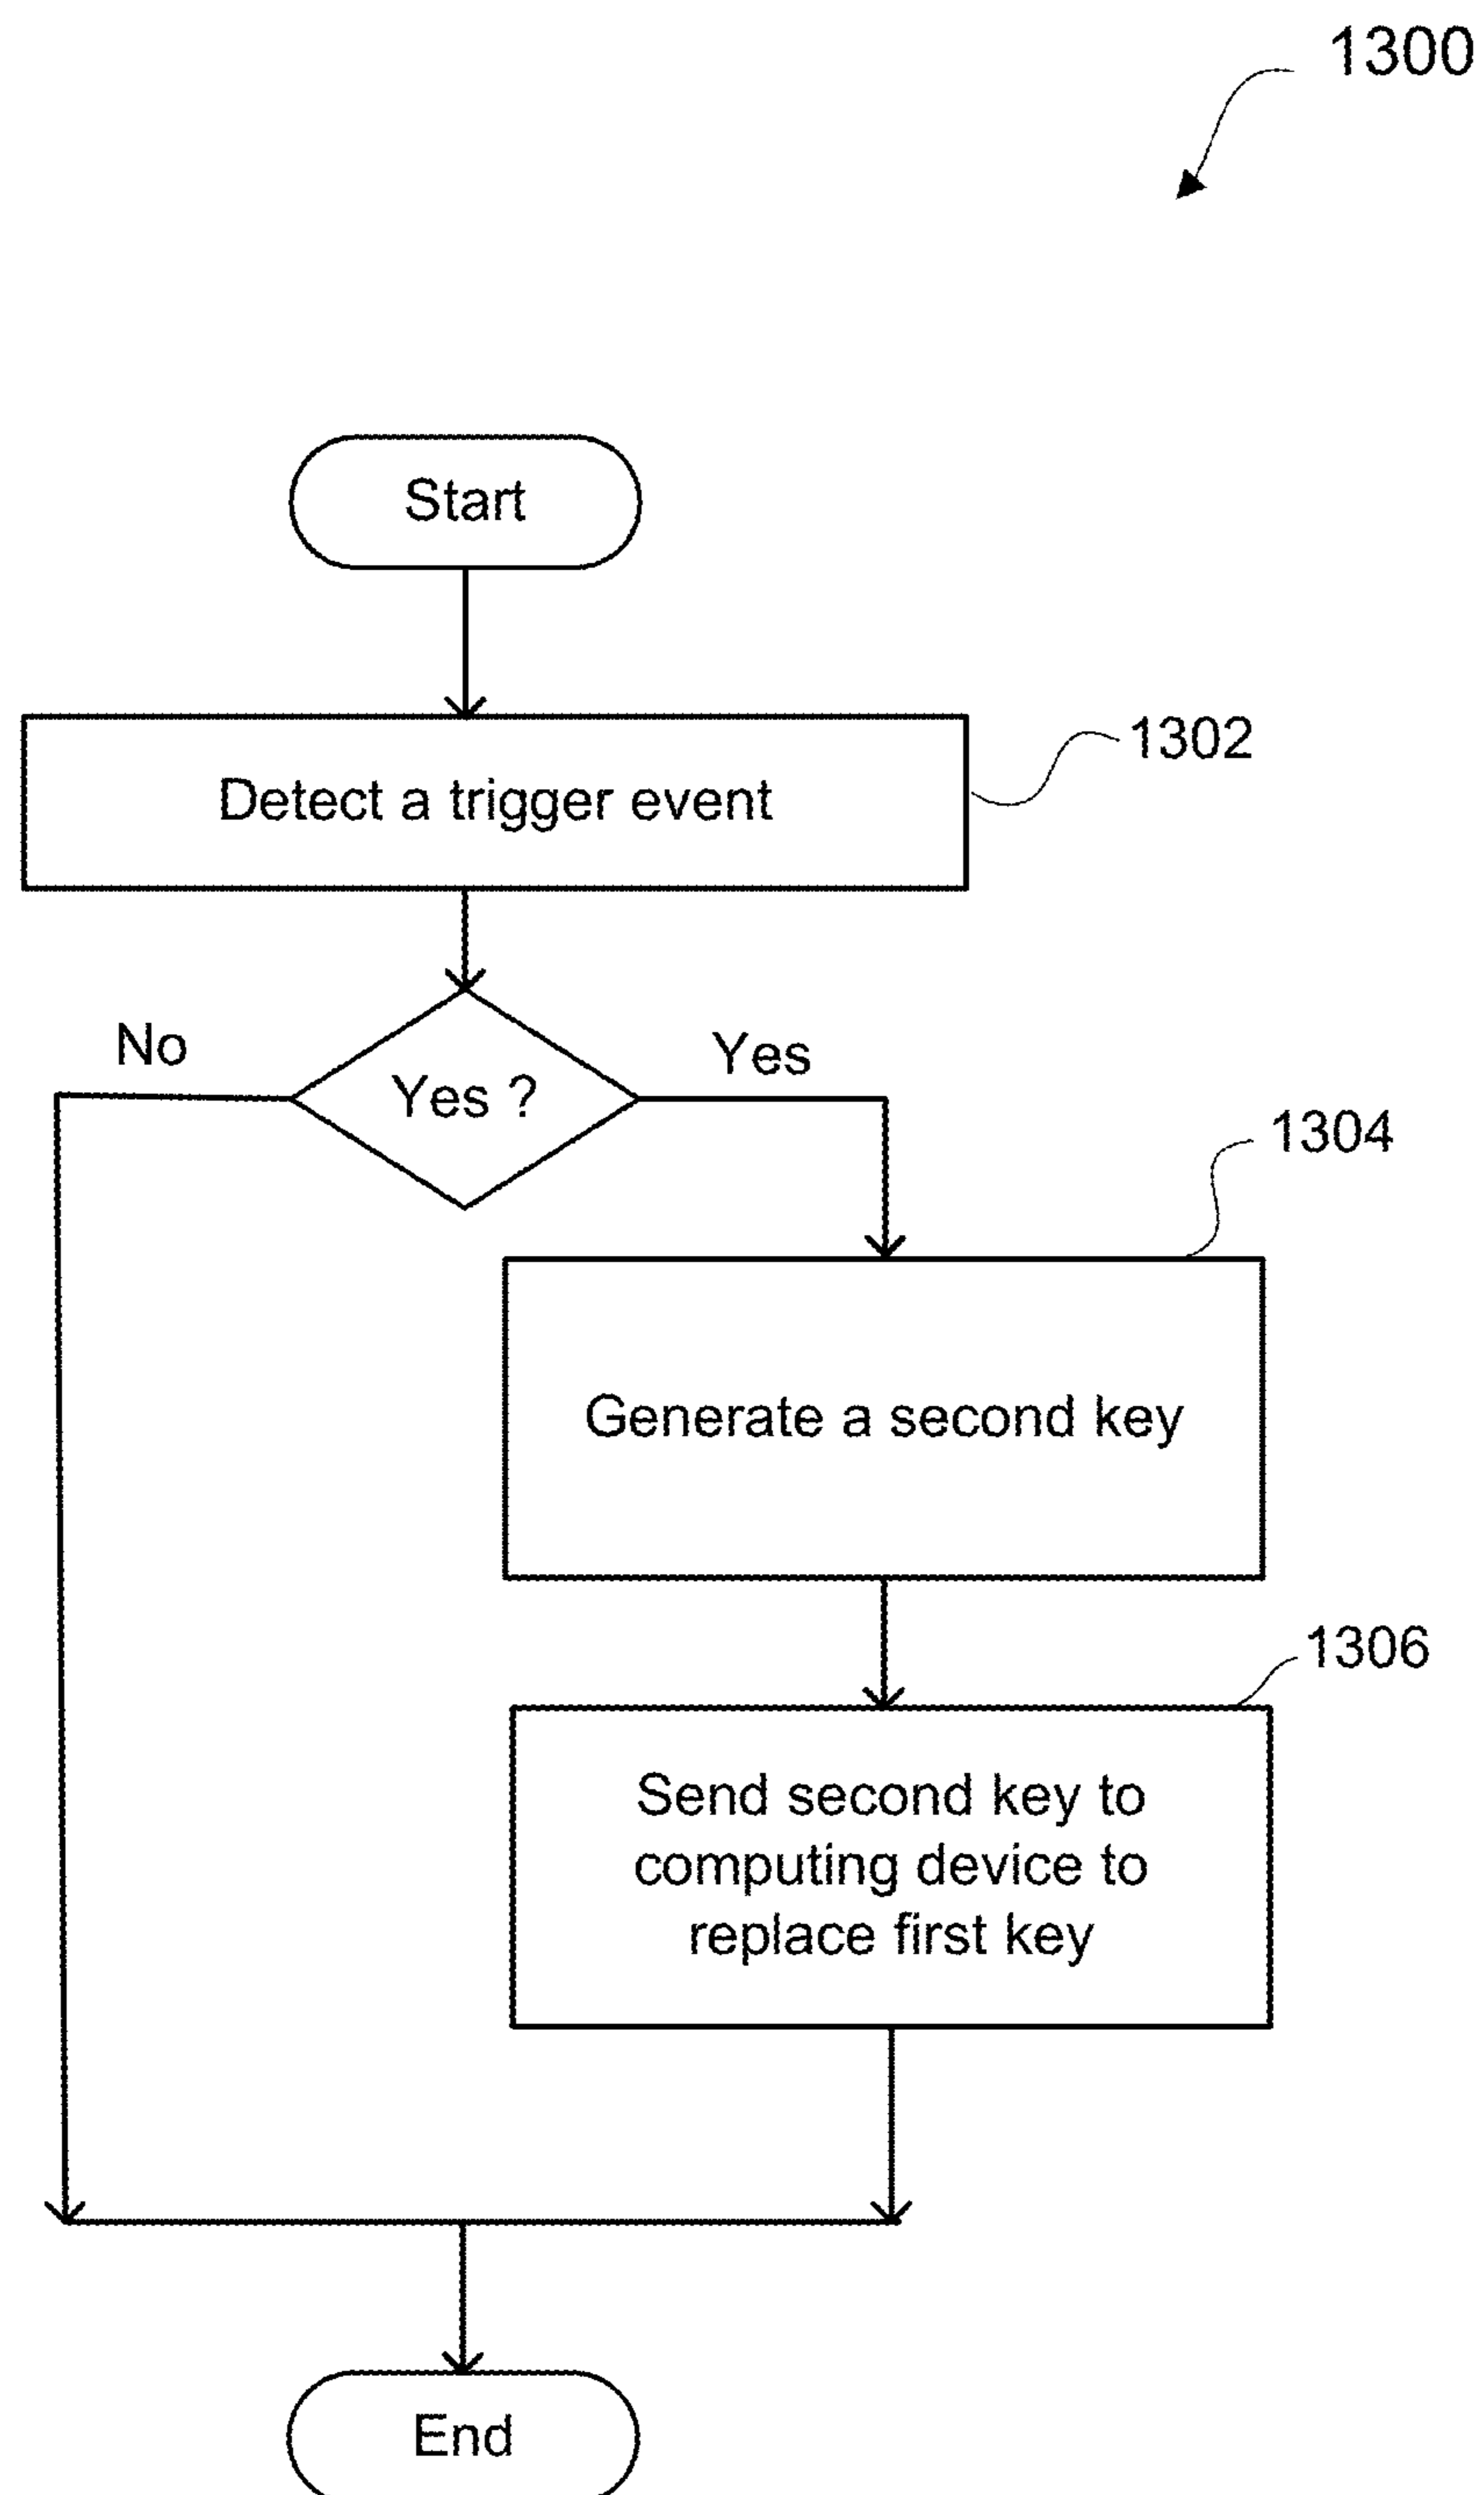 1300
Start
Detect a trigger event
1302
No
Yes ?
Yes
1304
Generate a second key
1306
Send second key to
computing device to
replace first key
End